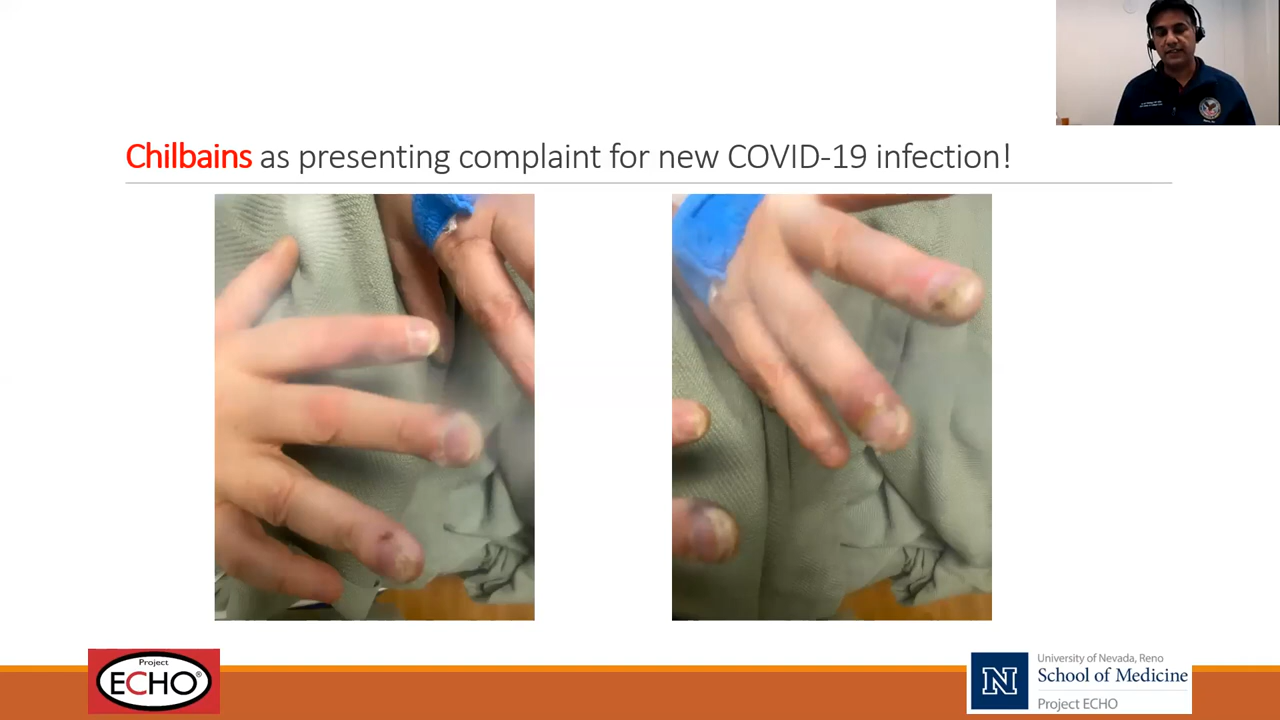 Chilbains as presenting complaint for new COVID-19 infection!
Project
ECHO®
N
University of Nevada, Reno
School of Medicine
Project ECHO